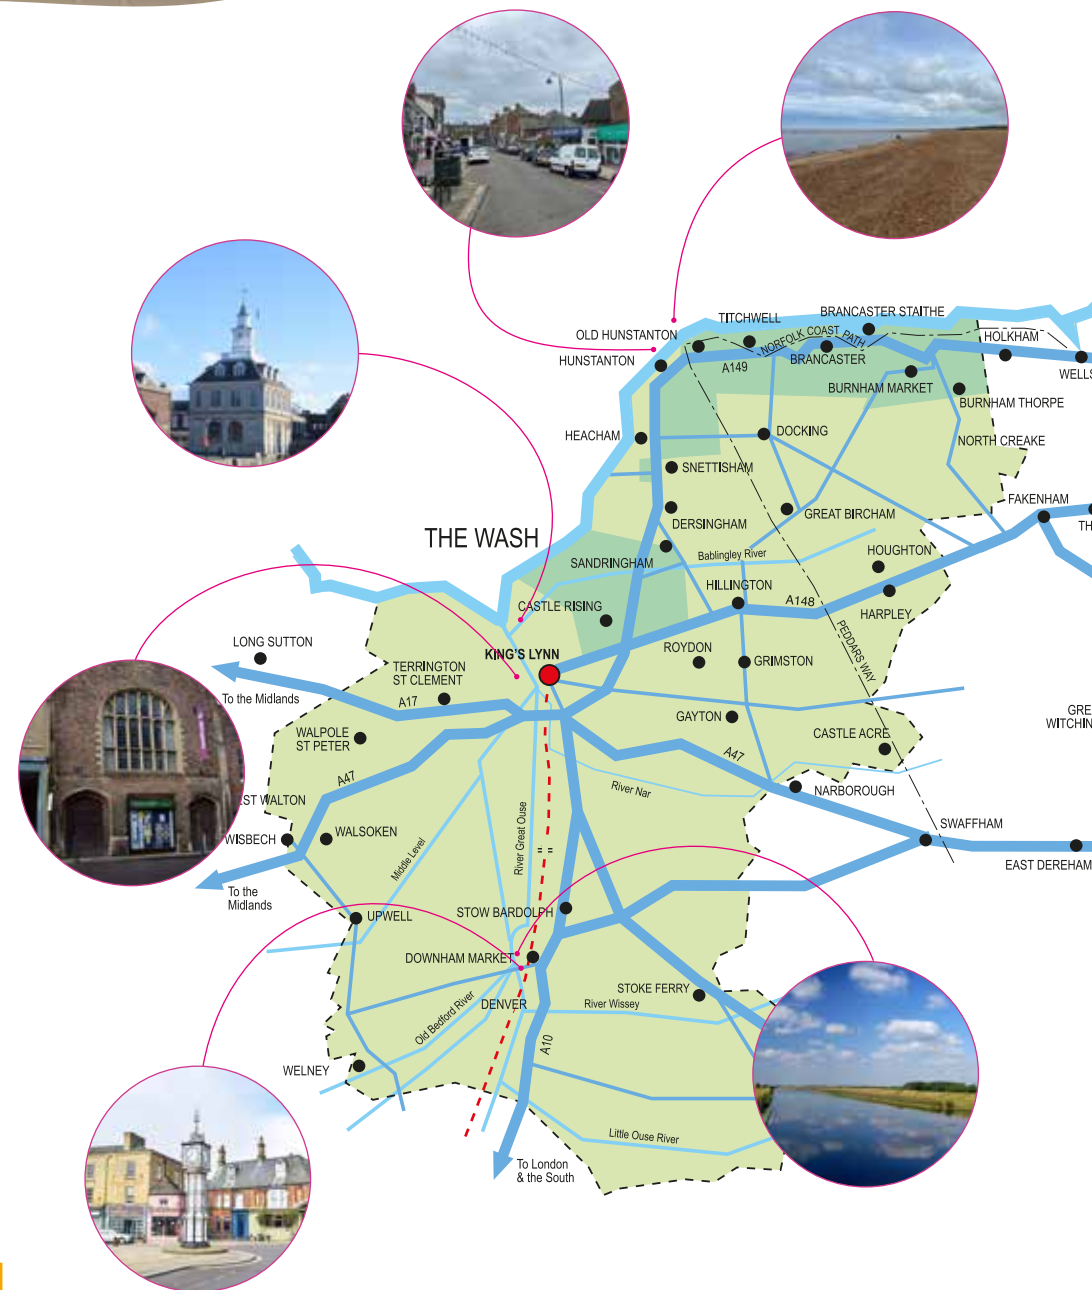 BRANCASTER STAITHE
TITCHWELL
OLD HUNSTANTON
NORFOLK COAST PATH
HOLKHAM
HUNSTANTON
A149
BRANCASTER
WELLS
BURNHAM MARKET
BURNHAM THORPE
HEACHAM
DOCKING
NORTH CREAKE
SNETTISHAM
FAKENHAM
DERSINGHAM
GREAT BIRCHAM
TH
THE WASH
Bablingley River
HOUGHTON
SANDRINGHAM
HILLINGTON
A148
CASTLE RISING
HARPLEY
PEDDARS WAY
LONG SUTTON
KING'S LYNN
ROYDON
GRIMSTON
TERRINGTON
ST CLEMENT
To the Midlands
A17
GAYTON
GRE
WITCHIN
WALPOLE
ST PETER
CASTLE ACRE
A47
A47
River Nar
NARBOROUGH
EST WALTON
River Great Ouse
WISBECH
WALSOKEN
SWAFFHAM
Middle Level
EAST DEREHAM
To the
Midlands
UPWELL
STOW BARDOLPH
DOWNHAM MARKET
STOKE FERRY
Old Bedford River
DENVER
River Wissey
A10
WELNEY
Little Ouse River
To London
& the South